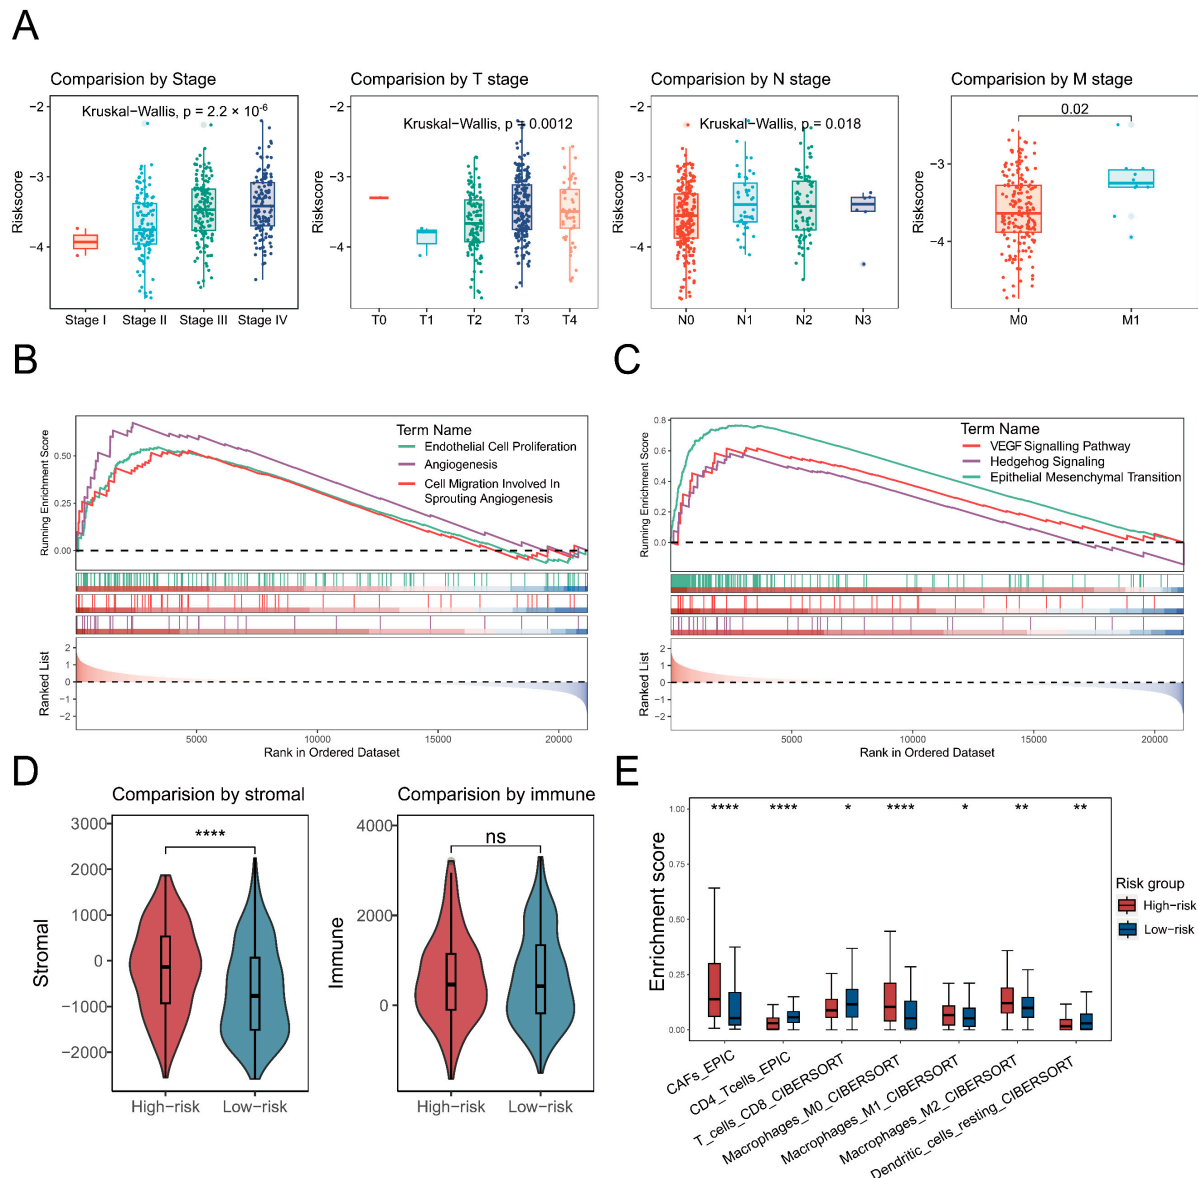 A
Comparision by Stage
Kruskal−Wallis, p = 2.2 × 10⁻⁶
Riskscore
−2
−3
−4
Stage I
Stage II
Stage III
Stage IV
Comparision by T stage
Kruskal−Wallis, p = 0.0012
Riskscore
−2
−3
−4
T0
T1
T2
T3
T4
Comparision by N stage
Kruskal−Wallis, p = 0.018
Riskscore
−2
−3
−4
N0
N1
N2
N3
Comparision by M stage
0.02
Riskscore
−3
−4
M0
M1
B
Running Enrichment Score
0.50
0.25
0.00
Term Name
Endothelial Cell Proliferation
Angiogenesis
Cell Migration Involved In
Sprouting Angiogenesis
Ranked List
2
1
0
−1
−2
5000
10000
15000
20000
Rank in Ordered Dataset
C
Running Enrichment Score
0.8
0.6
0.4
0.2
0.0
Term Name
VEGF Signalling Pathway
Hedgehog Signaling
Epithelial Mesenchymal Transition
Ranked List
2
1
0
−1
−2
5000
10000
15000
20000
Rank in Ordered Dataset
D
Comparision by stromal
****
Stromal
3000
2000
1000
0
−1000
−2000
High−risk
Low−risk
Comparision by immune
ns
Immune
4000
2000
0
High−risk
Low−risk
E
Enrichment score
1.00
0.75
0.50
0.25
0.00
****
****
*
****
*
**
**
CAFs_EPIC
CD4_Tcells_EPIC
T_cells_CD8_CIBERSORT
Macrophages_M0_CIBERSORT
Macrophages_M1_CIBERSORT
Macrophages_M2_CIBERSORT
Dendritic_cells_resting_CIBERSORT
Risk group
High−risk
Low−risk